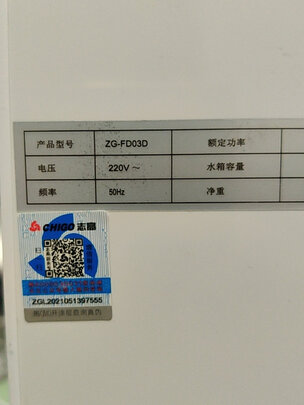 产品型号 ZG-FD03D 额定功率
电压 220V～ 水箱容量
频率 50Hz 净重
CHIGO 志高
ZGL2021051397555